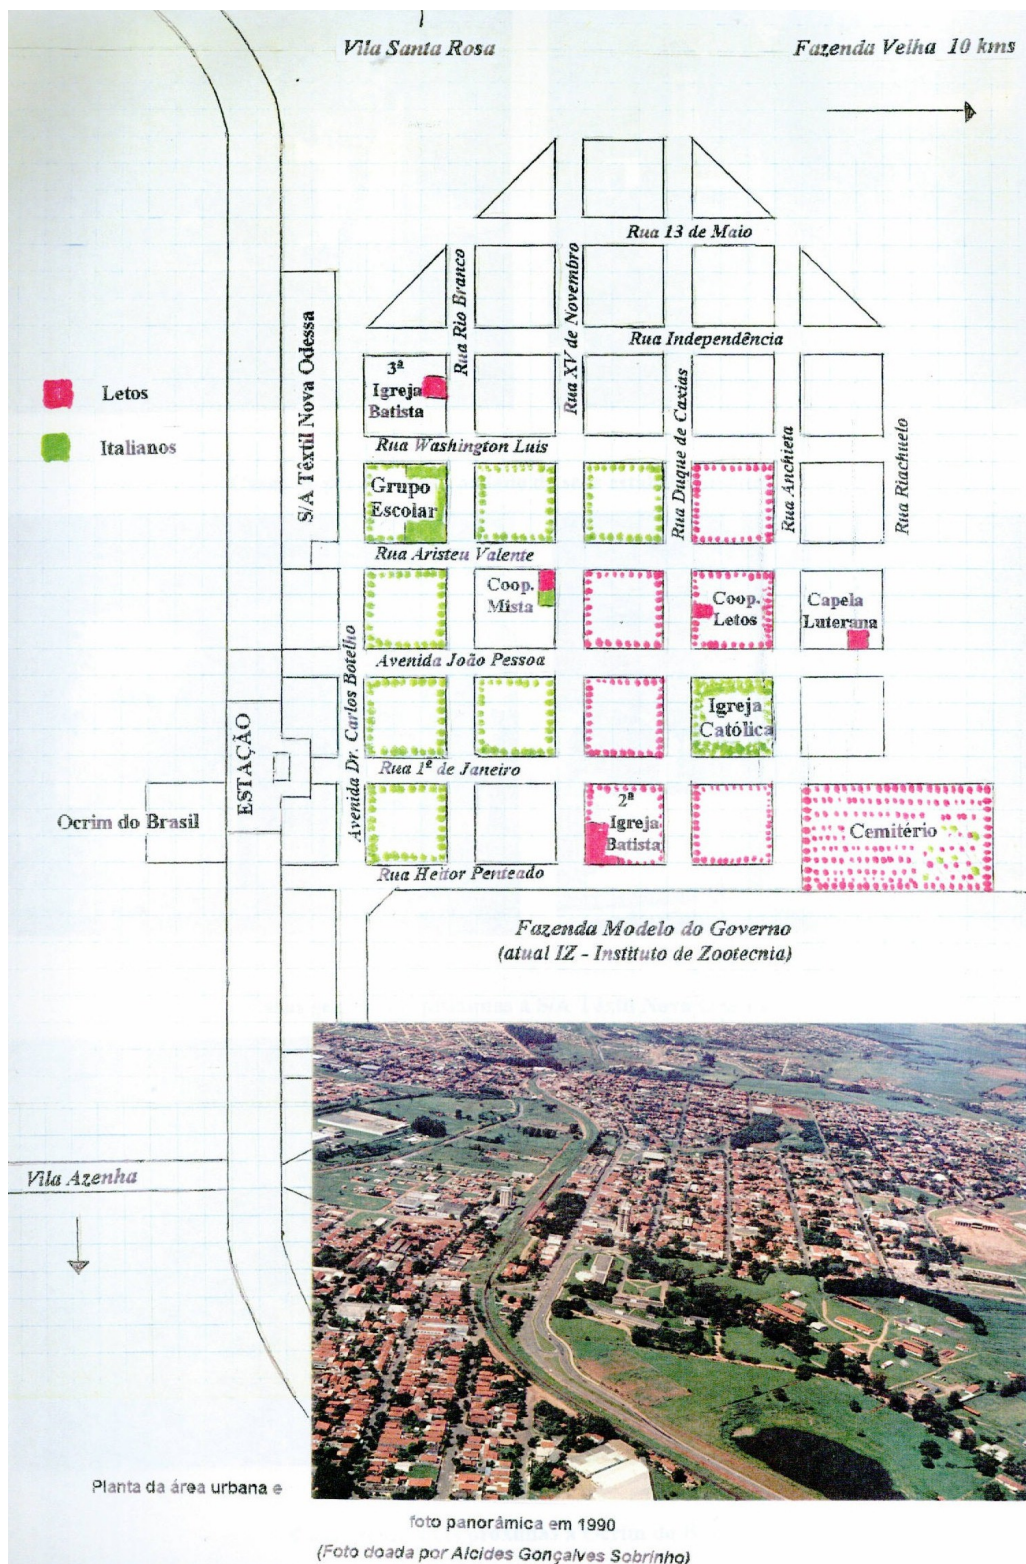 Vila Santa Rosa
Fazenda Velha 10 kms
Rua 13 de Maio
Rua Rio Branco
Rua XV de Novembro
Rua Independência
S/A Têxtil Nova Odessa
3ª
Igreja
Batista
Rua Duque de Caxias
Rua Anchieta
Rua Riachuelo
Letos
Italianos
Rua Washington Luis
Grupo
Escolar
Rua Aristeu Valente
Coop.
Mista
Coop.
Letos
Capela
Luterana
Avenida João Pessoa
Avenida Dr. Carlos Botelho
Igreja
Católica
ESTAÇÃO
Rua 1º de Janeiro
Ocrim do Brasil
2ª
Igreja
Batista
Cemitério
Rua Heitor Penteado
Fazenda Modelo do Governo
(atual IZ - Instituto de Zootecnia)
Vila Azenha
Planta da área urbana e
foto panorâmica em 1990
(Foto doada por Alcides Gonçalves Sobrinho)